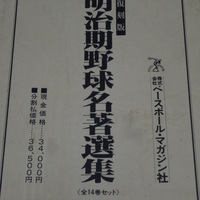 復刻版
明治期野球名著選集
〈全14巻セット〉
株式会社 ベースボール・マガジン社
■現金価格━34,000円
■分割払価格━36,500円